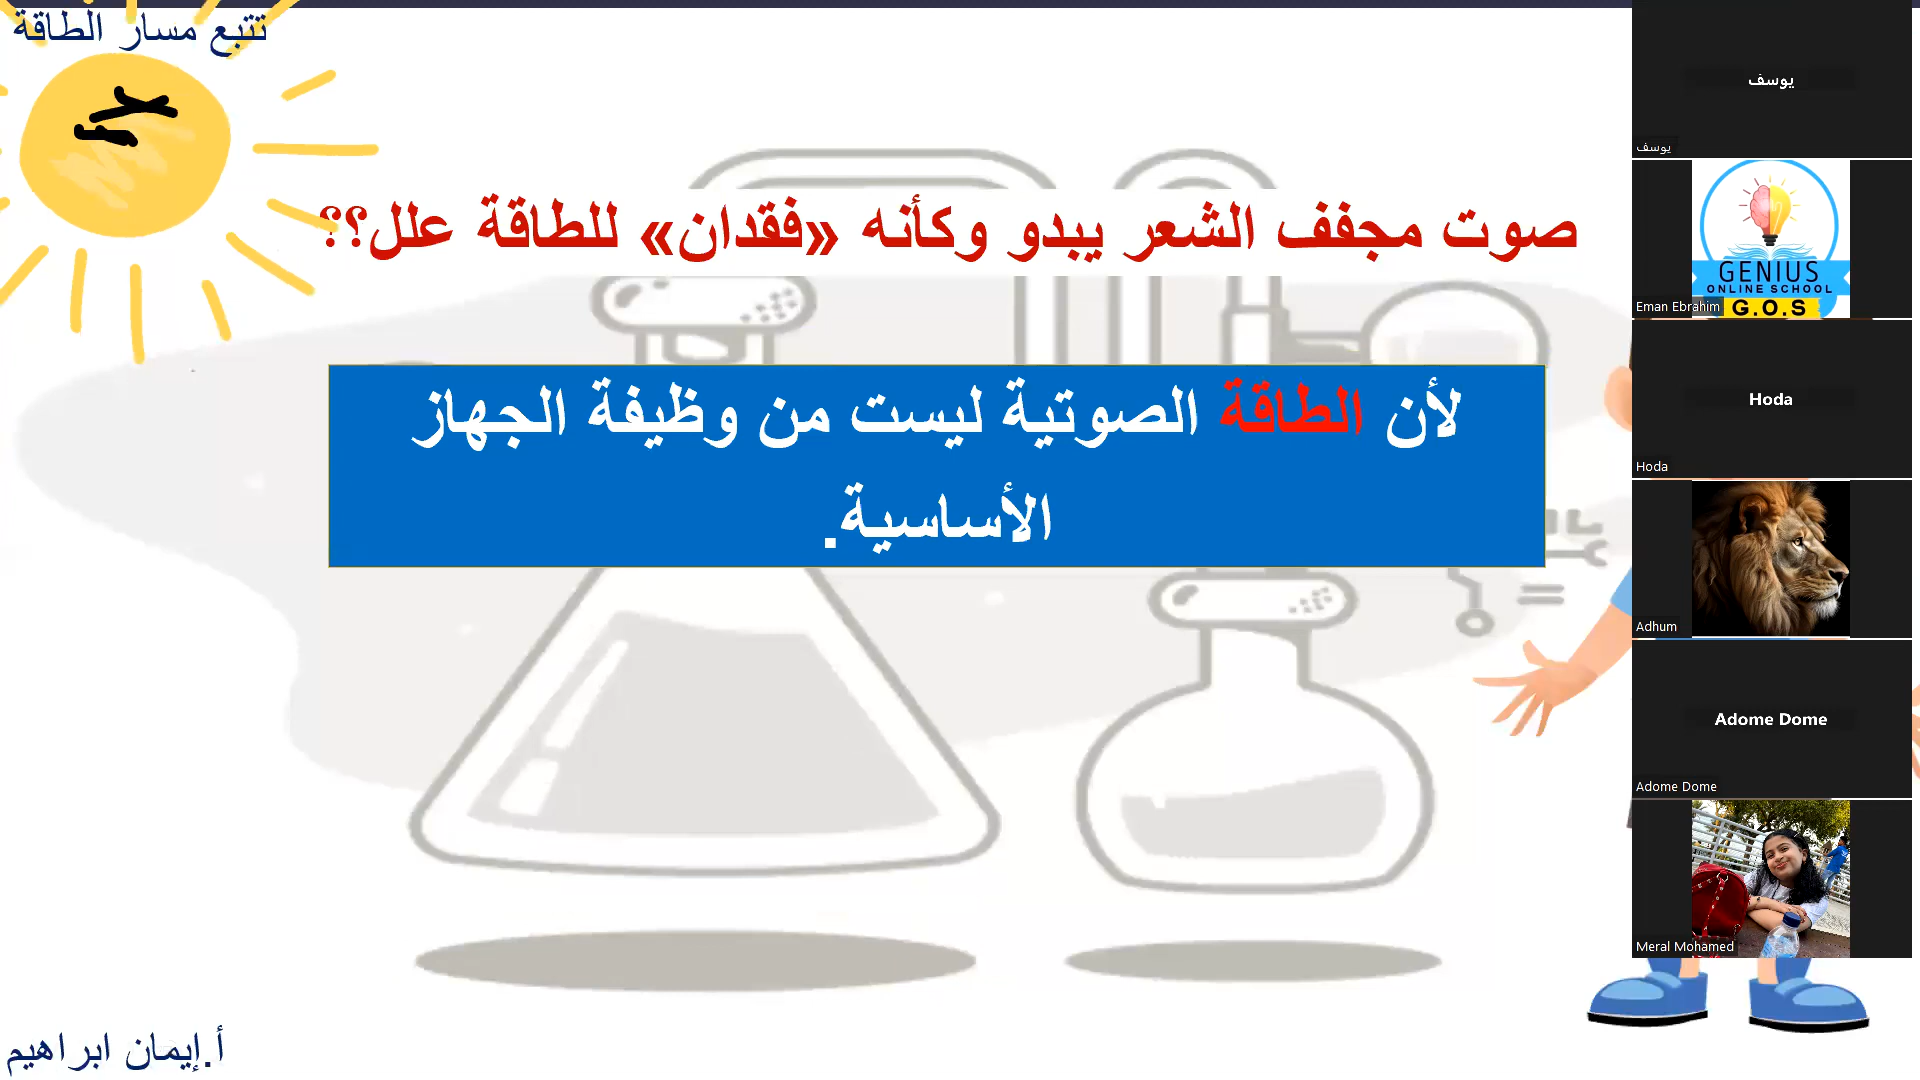 تتبع مسار الطاقة
صوت مجفف الشعر يبدو وكأنه «فقدان» للطاقة علل؟؟
لأن الطاقة الصوتية ليست من وظيفة الجهاز
الأساسية.
أ.إيمان ابراهيم
يوسف
يوسف
GENIUS
ONLINE SCHOOL
G.O.S
Eman Ebrahim
Hoda
Hoda
Adhum
Adome Dome
Adome Dome
Meral Mohamed